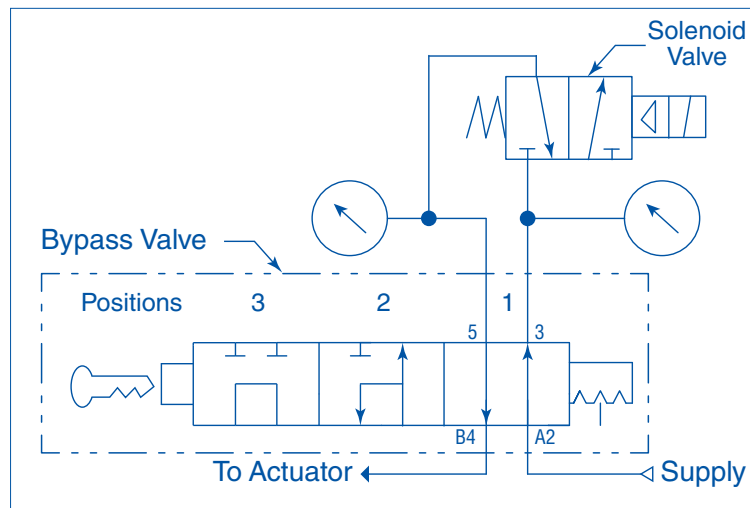 Solenoid
Valve
Bypass Valve
Positions 3 2 1
5 3
B4 A2
To Actuator Supply